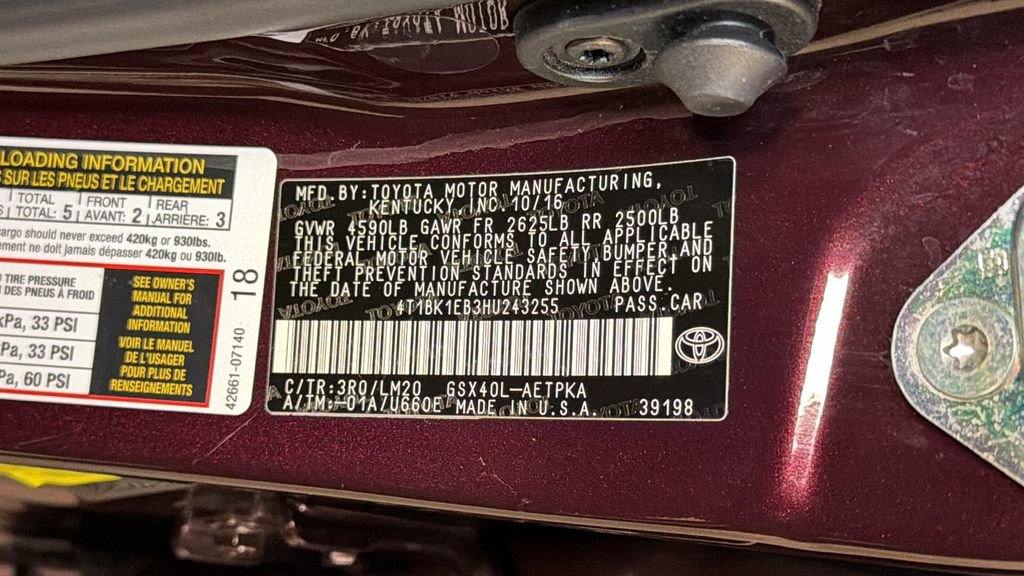 MOTOR
LOADING INFORMATION
SUR LES PNEUS ET LE CHARGEMENT
TOTAL FRONT REAR
TOTAL: 5 AVANT: 2 ARRIÈRE: 3
cargo should never exceed 420kg or 930lbs.
ne doit jamais dépasser 420kg ou 930lb.
TIRE PRESSURE
DES PNEUS À FROID
kPa, 33 PSI
kPa, 33 PSI
Pa, 60 PSI
SEE OWNER'S
MANUAL FOR
ADDITIONAL
INFORMATION
VOIR LE MANUEL
DE L'USAGER
POUR PLUS DE
RENSEIGNEMENTS
42661-07140 18
MFD. BY: TOYOTA MOTOR MANUFACTURING,
KENTUCKY INC. 10/16
GVWR 4590LB GAWR FR 2625LB RR 2500LB
THIS VEHICLE CONFORMS TO ALL APPLICABLE
FEDERAL MOTOR VEHICLE SAFETY, BUMPER, AND
THEFT PREVENTION STANDARDS IN EFFECT ON
THE DATE OF MANUFACTURE SHOWN ABOVE.
4T1BK1EB3HU243255 PASS.CAR
C/TR:3R0/LM20 GSX40L-AETPKA
A/TM:-01A/U660E MADE IN U.S.A. 39198